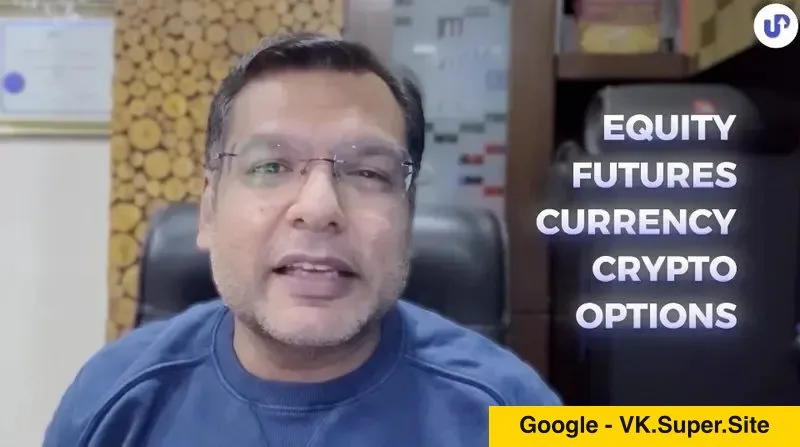 EQUITY
FUTURES
CURRENCY
CRYPTO
OPTIONS
Google - VK.Super.Site